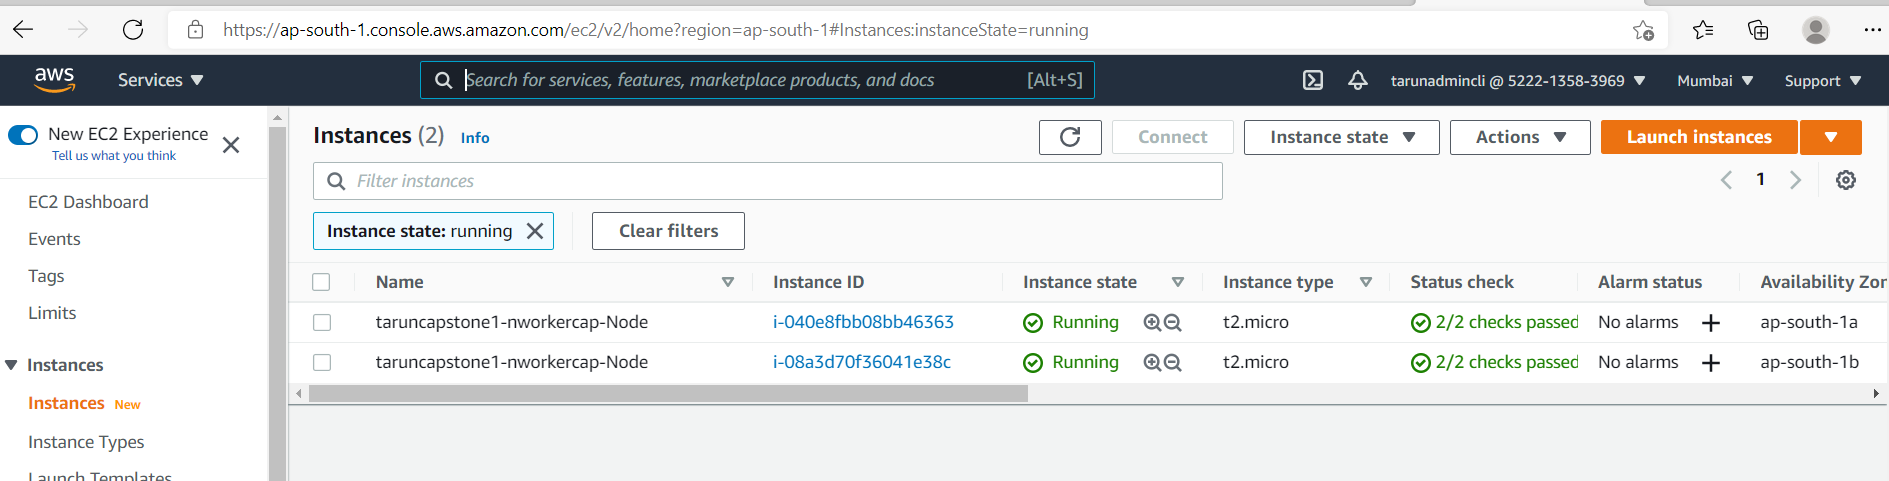 https://ap-south-1.console.aws.amazon.com/ec2/v2/home?region=ap-south-1#Instances:instanceState=running
aws Services ▼ Search for services, features, marketplace products, and docs [Alt+S] tarunadmincli @ 5222-1358-3969 ▼ Mumbai ▼ Support ▼
New EC2 Experience
Tell us what you think
EC2 Dashboard
Events
Tags
Limits
Instances
Instances New
Instance Types
Launch Templates
Instances (2) Info Connect Instance state ▼ Actions ▼ Launch instances ▼
Filter instances 1
Instance state: running Clear filters
Name Instance ID Instance state Instance type Status check Alarm status Availability Zon
taruncapstone1-nworkercap-Node i-040e8fbb08bb46363 Running t2.micro 2/2 checks passed No alarms + ap-south-1a
taruncapstone1-nworkercap-Node i-08a3d70f36041e38c Running t2.micro 2/2 checks passed No alarms + ap-south-1b